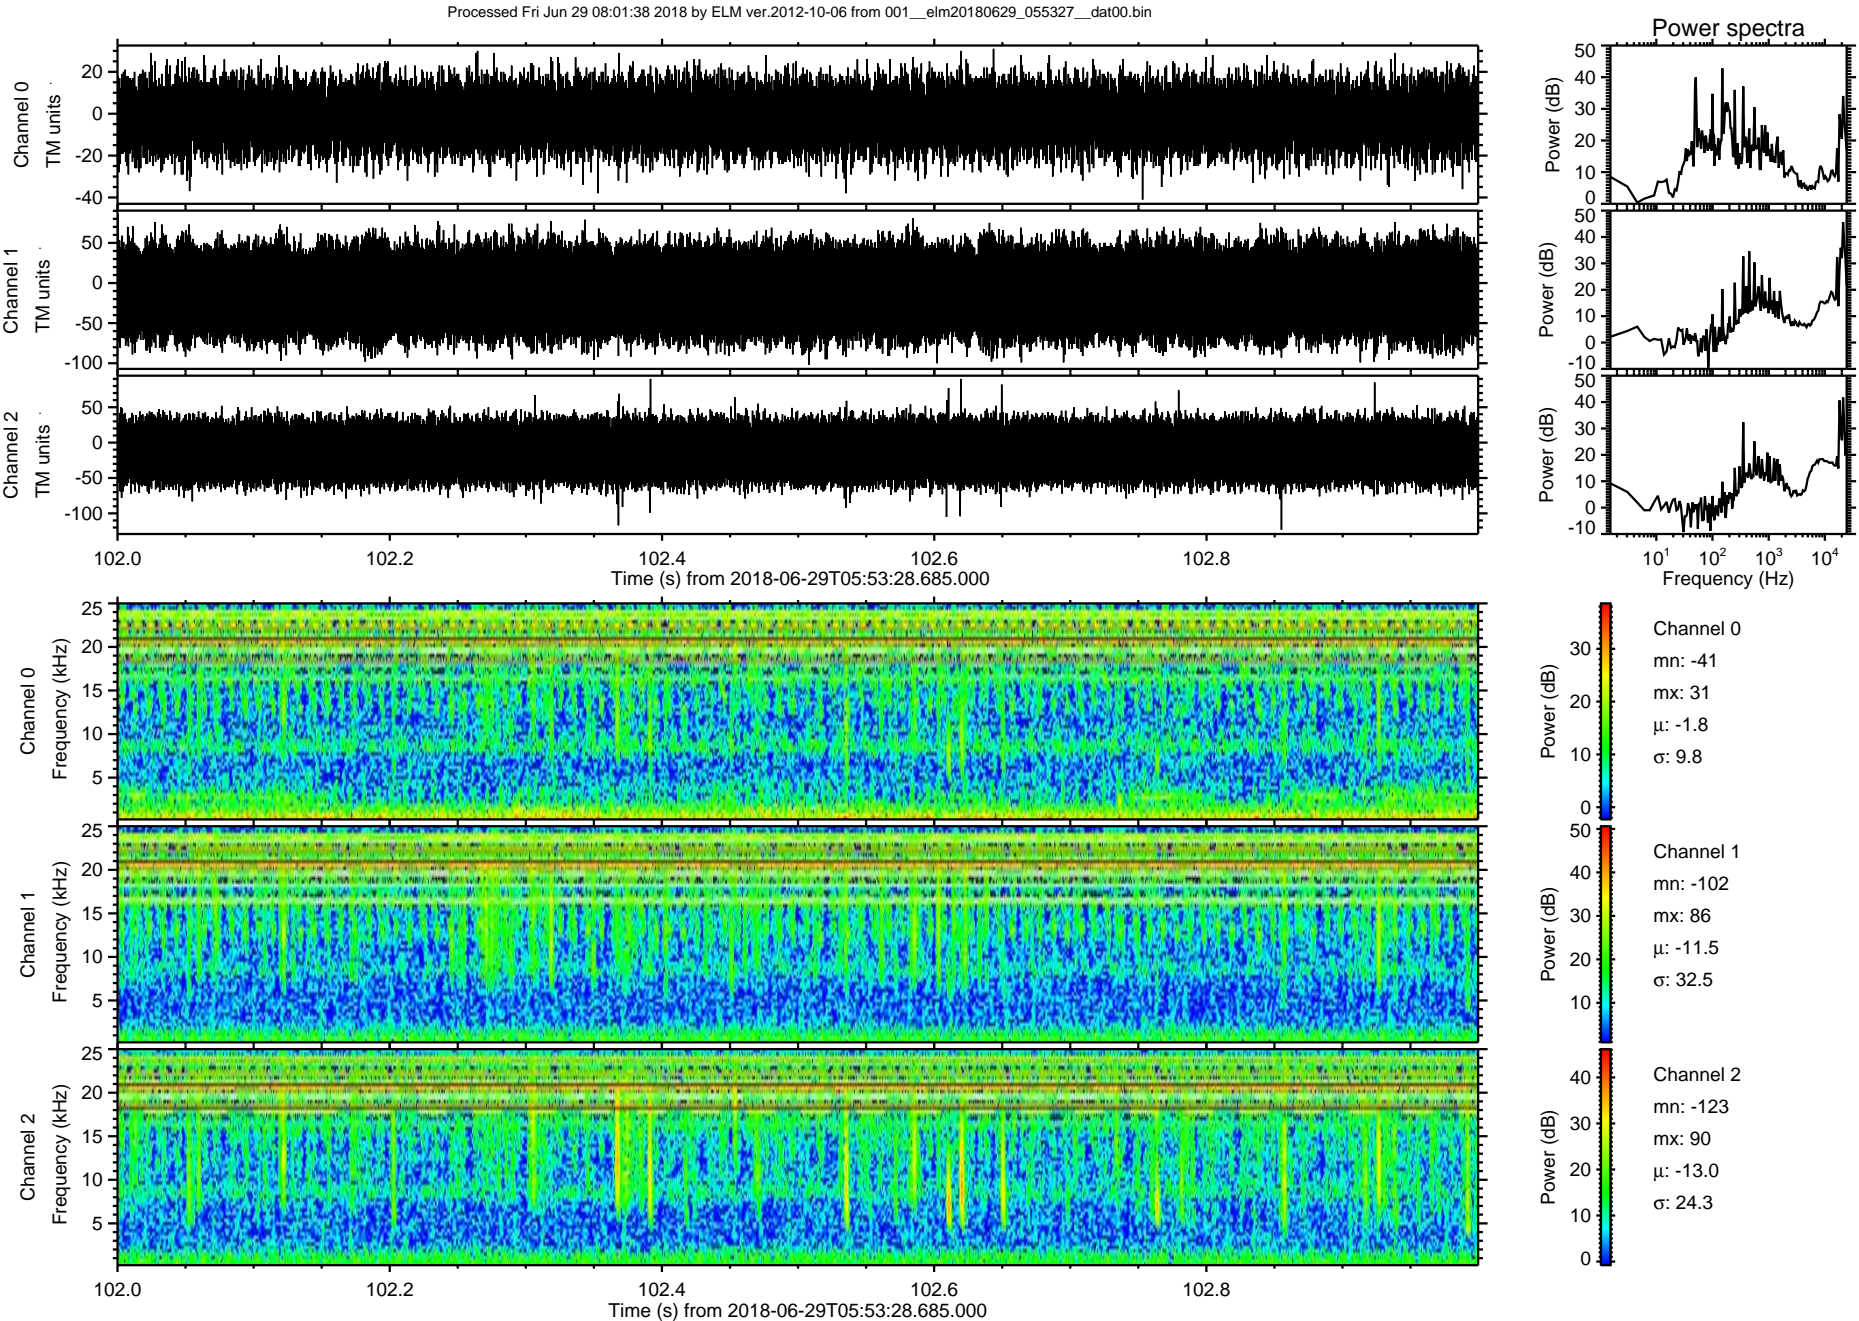 Processed Fri Jun 29 08:01:38 2018 by ELM ver.2012-10-06 from 001__elm20180629_055327__dat00.bin
Power spectra
Channel 0
TM units
20
0
-20
-40
Power (dB)
50
40
30
20
10
0
Channel 1
TM units
50
0
-50
-100
Power (dB)
50
40
30
20
10
0
-10
Channel 2
TM units
50
0
-50
-100
Power (dB)
50
40
30
20
10
0
-10
102.0 102.2 102.4 102.6 102.8
Time (s) from 2018-06-29T05:53:28.685.000
10^1 10^2 10^3 10^4
Frequency (Hz)
Channel 0
Frequency (kHz)
25
20
15
10
5
Power (dB)
30
20
10
0
Channel 0
mn: -41
mx: 31
μ: -1.8
σ: 9.8
Channel 1
Frequency (kHz)
25
20
15
10
5
Power (dB)
50
40
30
20
10
Channel 1
mn: -102
mx: 86
μ: -11.5
σ: 32.5
Channel 2
Frequency (kHz)
25
20
15
10
5
Power (dB)
40
30
20
10
0
Channel 2
mn: -123
mx: 90
μ: -13.0
σ: 24.3
102.0 102.2 102.4 102.6 102.8
Time (s) from 2018-06-29T05:53:28.685.000